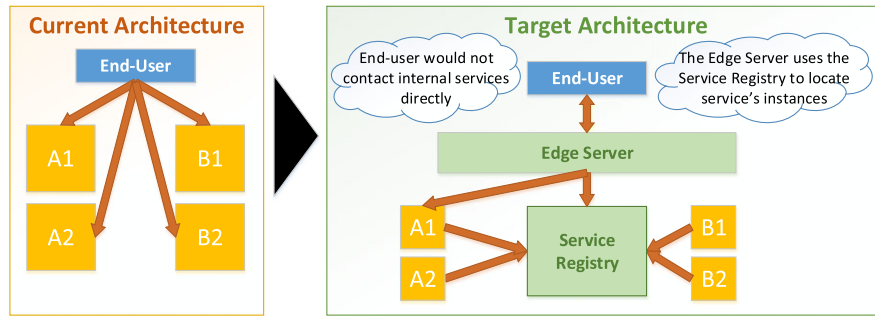 Current Architecture
End-User
A1
B1
A2
B2
Target Architecture
End-user would not
contact internal services
directly
End-User
The Edge Server uses the
Service Registry to locate
service's instances
Edge Server
A1
A2
Service
Registry
B1
B2